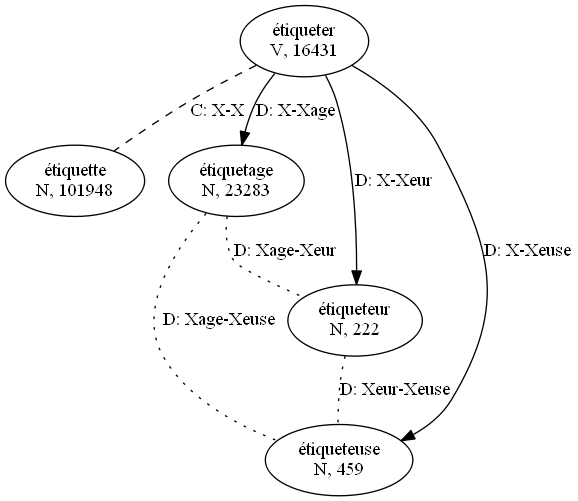 étiqueter
V, 16431
C: X-X
D: X-Xage
étiquette
N, 101948
étiquetage
N, 23283
D: X-Xeur
D: Xage-Xeur
D: X-Xeuse
étiqueteur
N, 222
D: Xage-Xeuse
D: Xeur-Xeuse
étiqueteuse
N, 459